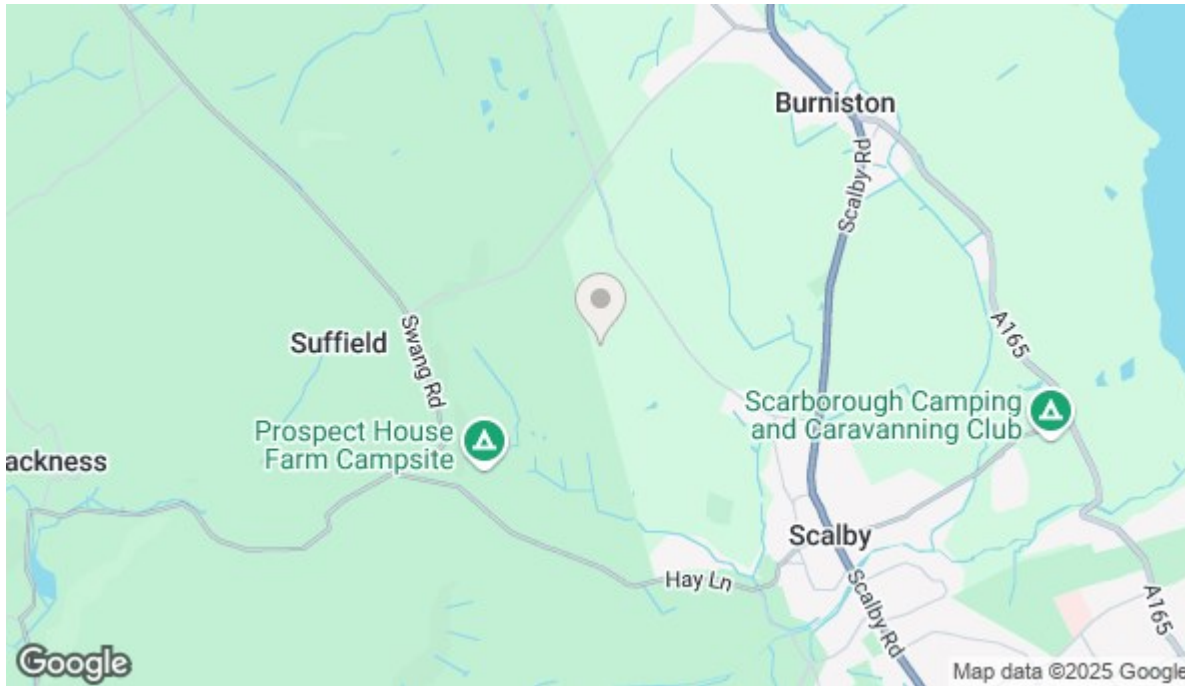 Burniston
Scalby Rd
A165
Suffield
Swang Rd
Scarborough Camping
and Caravanning Club
Prospect House
Farm Campsite
ackness
Scalby
Hay Ln
Scalby Rd
A165
Google
Map data ©2025 Google